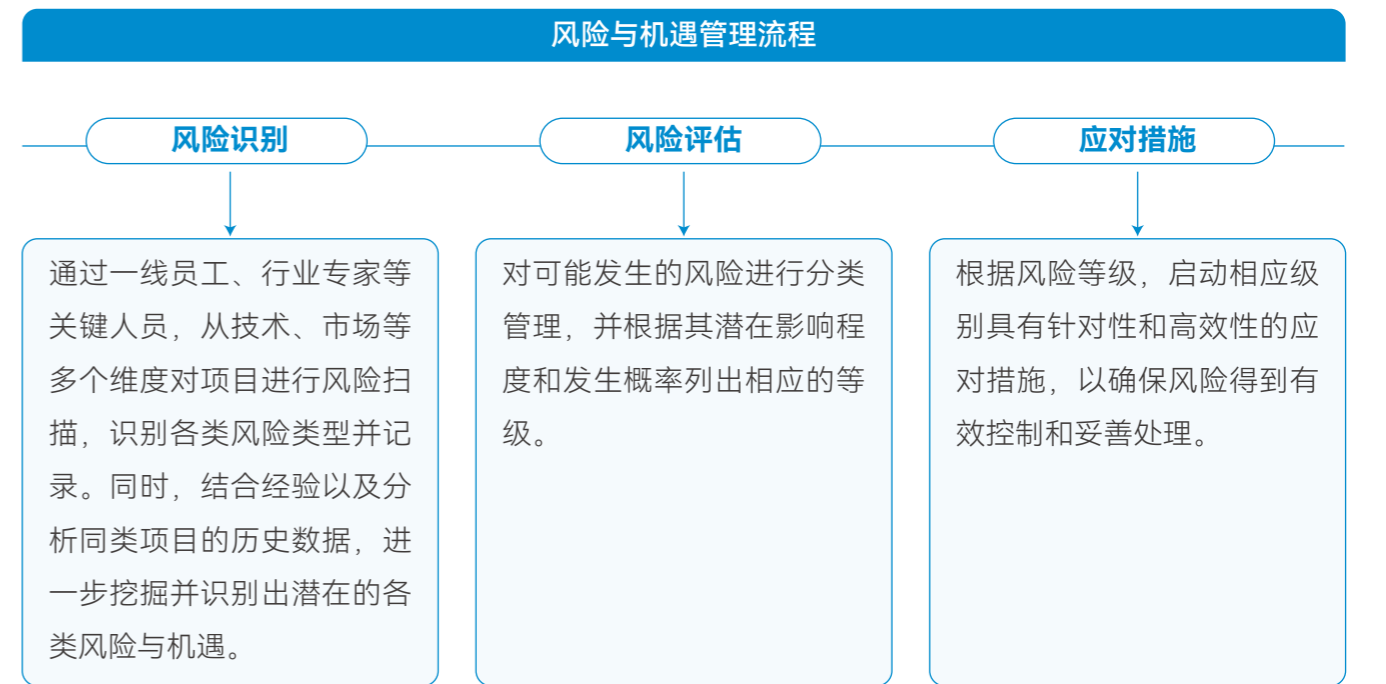 风险与机遇管理流程
风险识别
通过一线员工、行业专家等
关键人员，从技术、市场等
多个维度对项目进行风险扫
描，识别各类风险类型并记
录。同时，结合经验以及分
析同类项目的历史数据，进
一步挖掘并识别出潜在的各
类风险与机遇。
风险评估
对可能发生的风险进行分类
管理，并根据其潜在影响程
度和发生概率列出相应的等
级。
应对措施
根据风险等级，启动相应级
别具有针对性和高效性的应
对措施，以确保风险得到有
效控制和妥善处理。